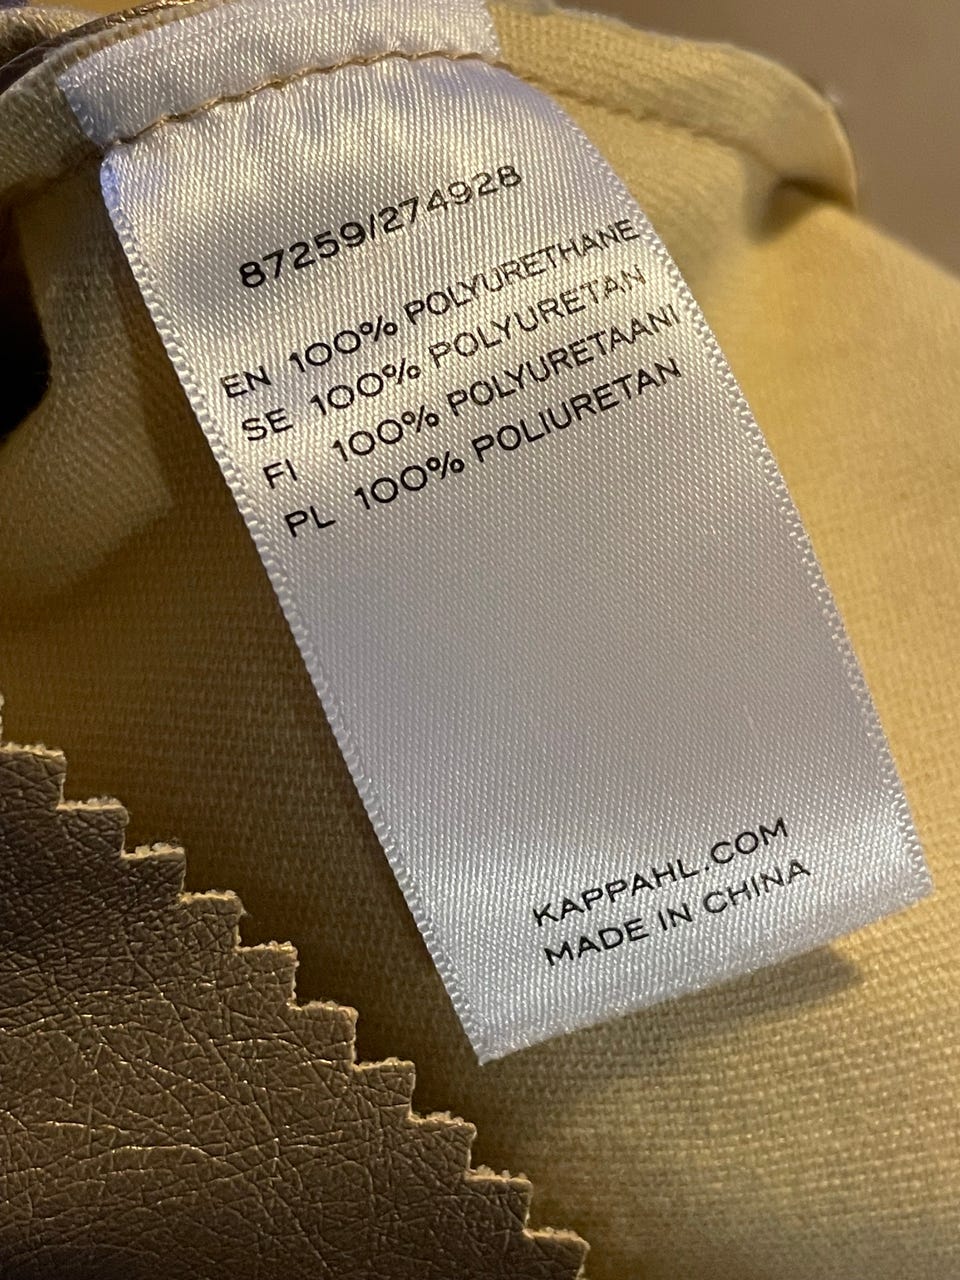 87259/274928
EN 100% POLYURETHANE
SE 100% POLYURETAN
FI 100% POLYURETAANI
PL 100% POLIURETAN
KAPPAHL.COM
MADE IN CHINA